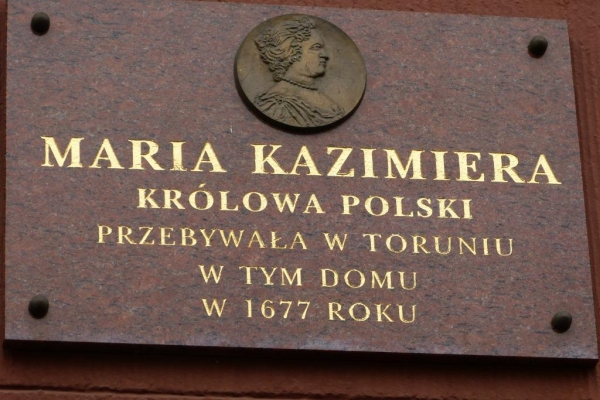 MARIA KAZIMIERA
KRÓLOWA POLSKI
PRZEBYWAŁA W TORUNIU
W TYM DOMU
W 1677 ROKU